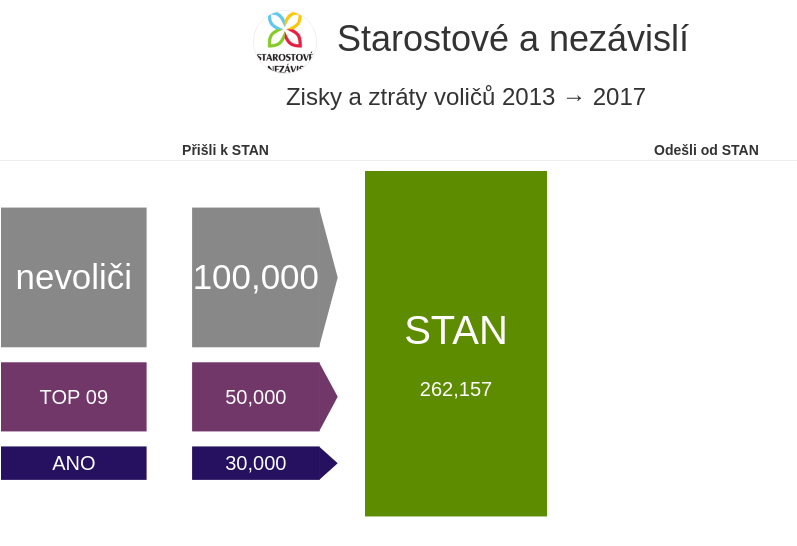 STAROSTOVÉ
Starostové a nezávislí
Zisky a ztráty voličů 2013 → 2017
Přišli k STAN
Odešli od STAN
nevoliči
100,000
TOP 09
50,000
ANO
30,000
STAN
262,157